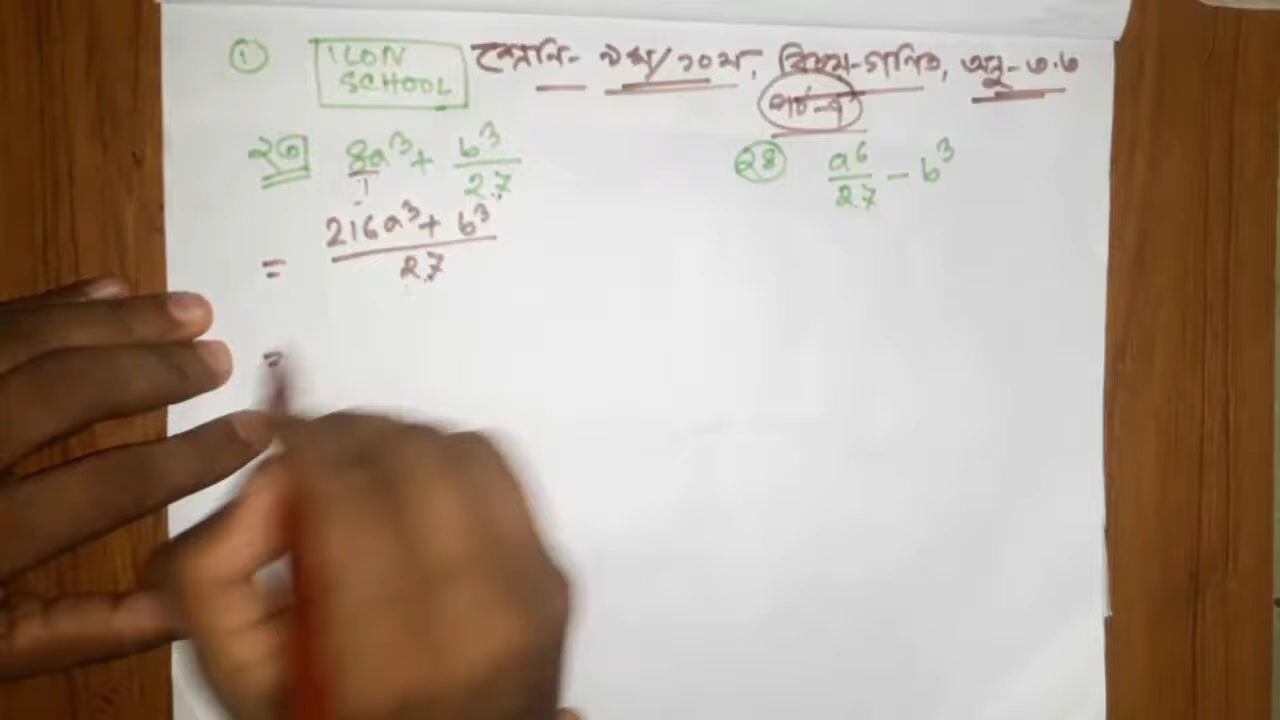 ① ILON SCHOOL শ্রেণি- ৯ম/১০ম, বিষয়-গণিত, অনু-৩.৩
পার্ট-৭
২৩ 8a³ + b³/27
২৪ a⁶/27 - b³
= (216a³ + b³)/27
=